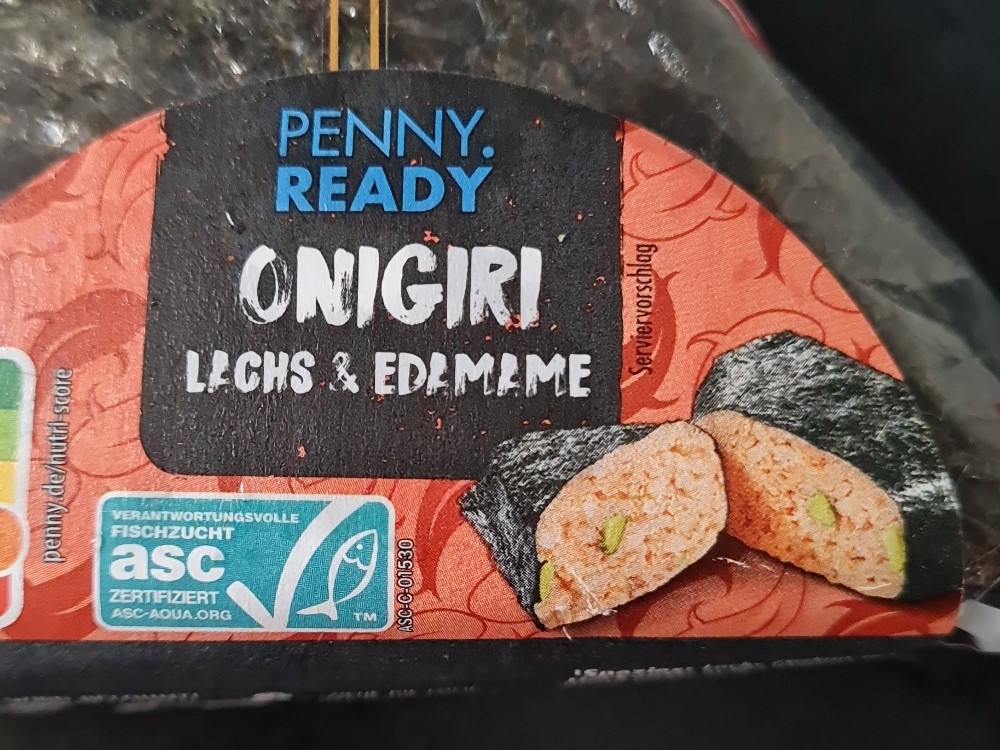 PENNY.
READY
ONIGIRI
LACHS & EDAMAME
Serviervorschlag
penny.de/nutri-score
VERANTWORTUNGSVOLLE
FISCHZUCHT
asc
ZERTIFIZIERT
ASC-AQUA.ORG
TM
ASC-C-01530